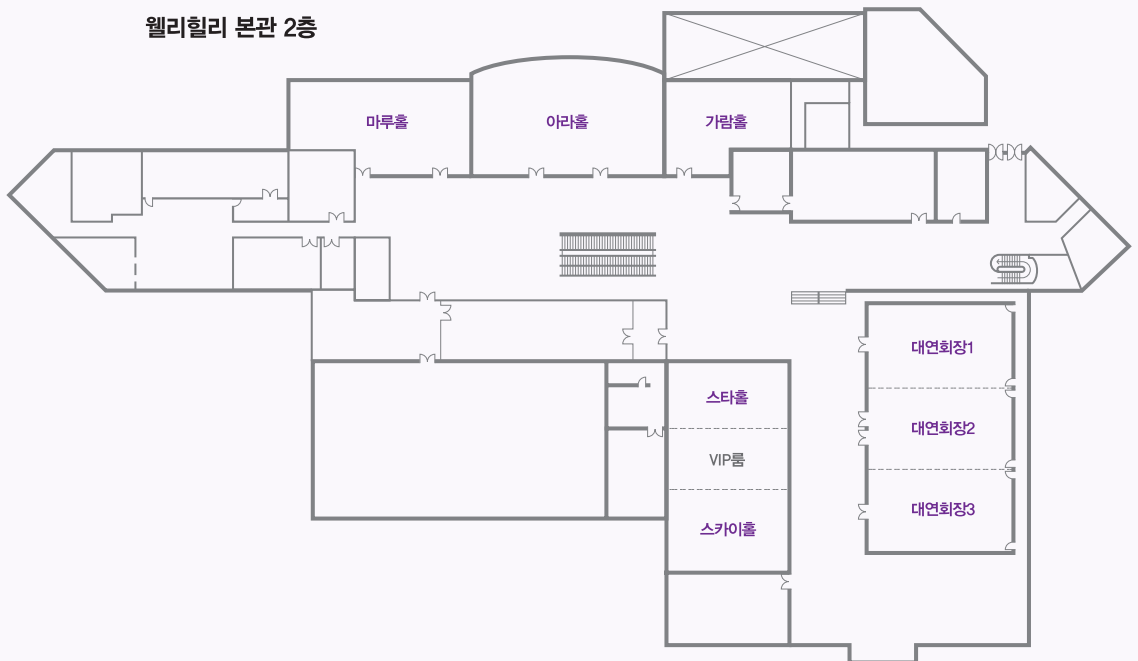 웰리힐리 본관 2층
마루홀
아라홀
가람홀
대연회장1
스타홀
대연회장2
VIP룸
대연회장3
스카이홀